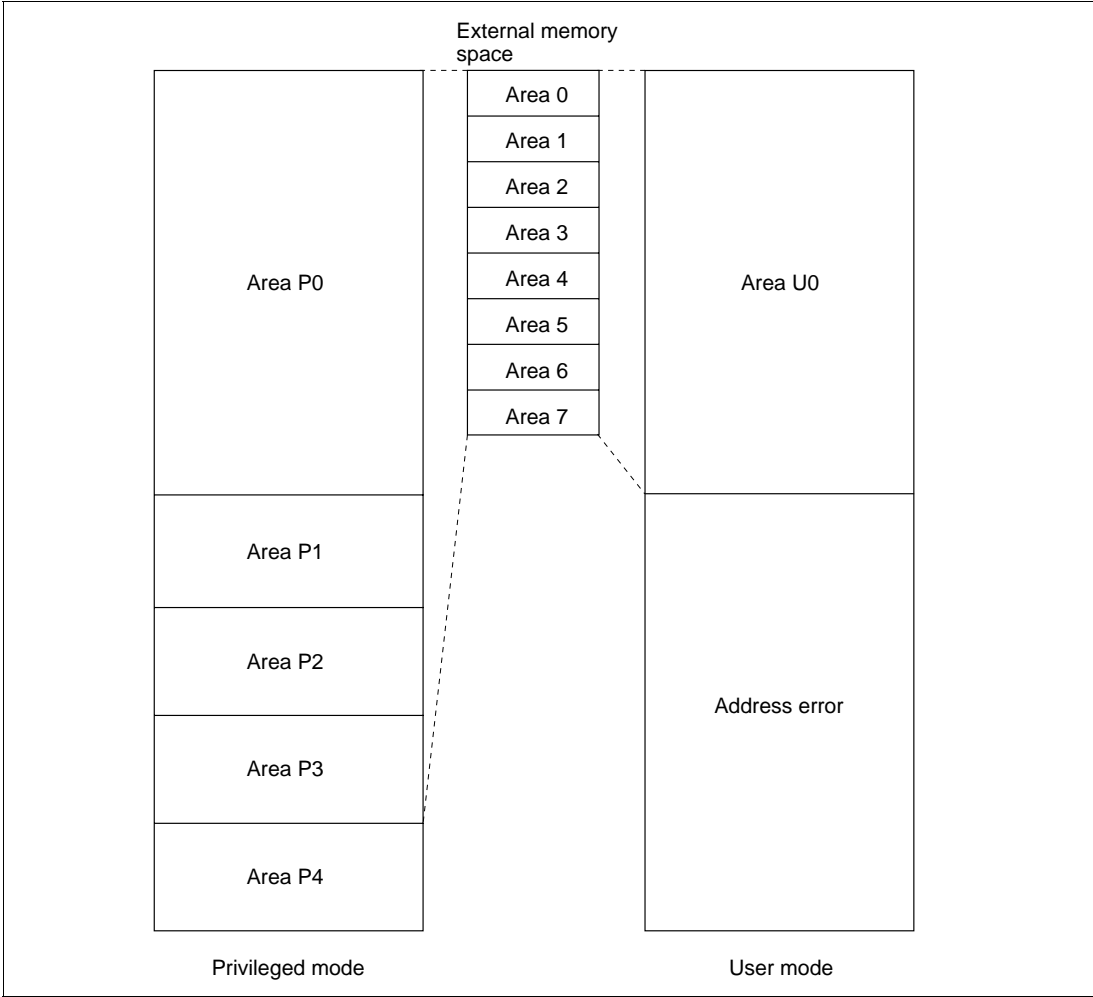 External memory
space
Area 0
Area 1
Area 2
Area 3
Area 4
Area 5
Area 6
Area 7
Area P0
Area P1
Area P2
Area P3
Area P4
Privileged mode
Area U0
Address error
User mode